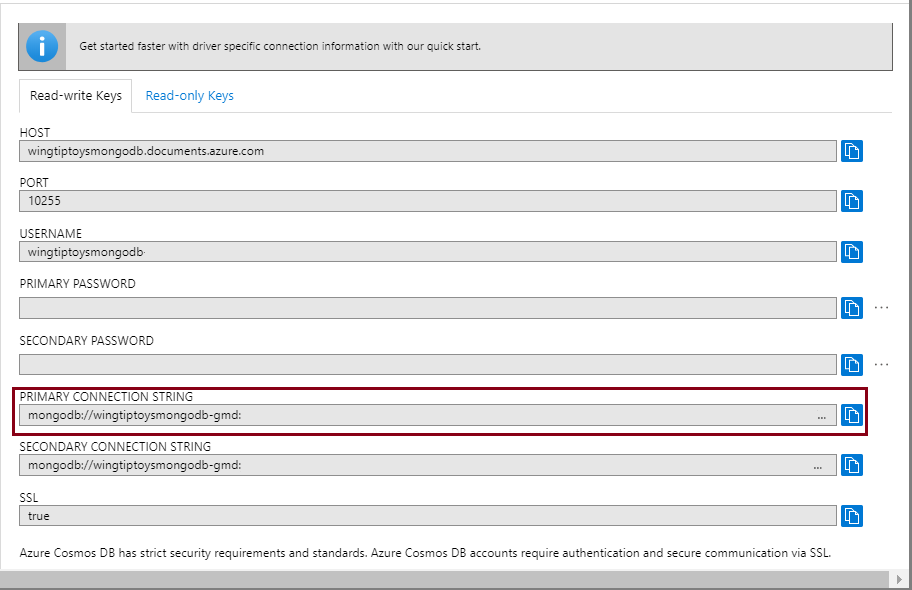 Get started faster with driver specific connection information with our quick start.
Read-write Keys Read-only Keys
HOST
wingtiptoysmongodb.documents.azure.com
PORT
10255
USERNAME
wingtiptoysmongodb-
PRIMARY PASSWORD
...
SECONDARY PASSWORD
...
PRIMARY CONNECTION STRING
mongodb://wingtiptoysmongodb-gmd: ...
SECONDARY CONNECTION STRING
mongodb://wingtiptoysmongodb-gmd: ...
SSL
true
Azure Cosmos DB has strict security requirements and standards. Azure Cosmos DB accounts require authentication and secure communication via SSL.